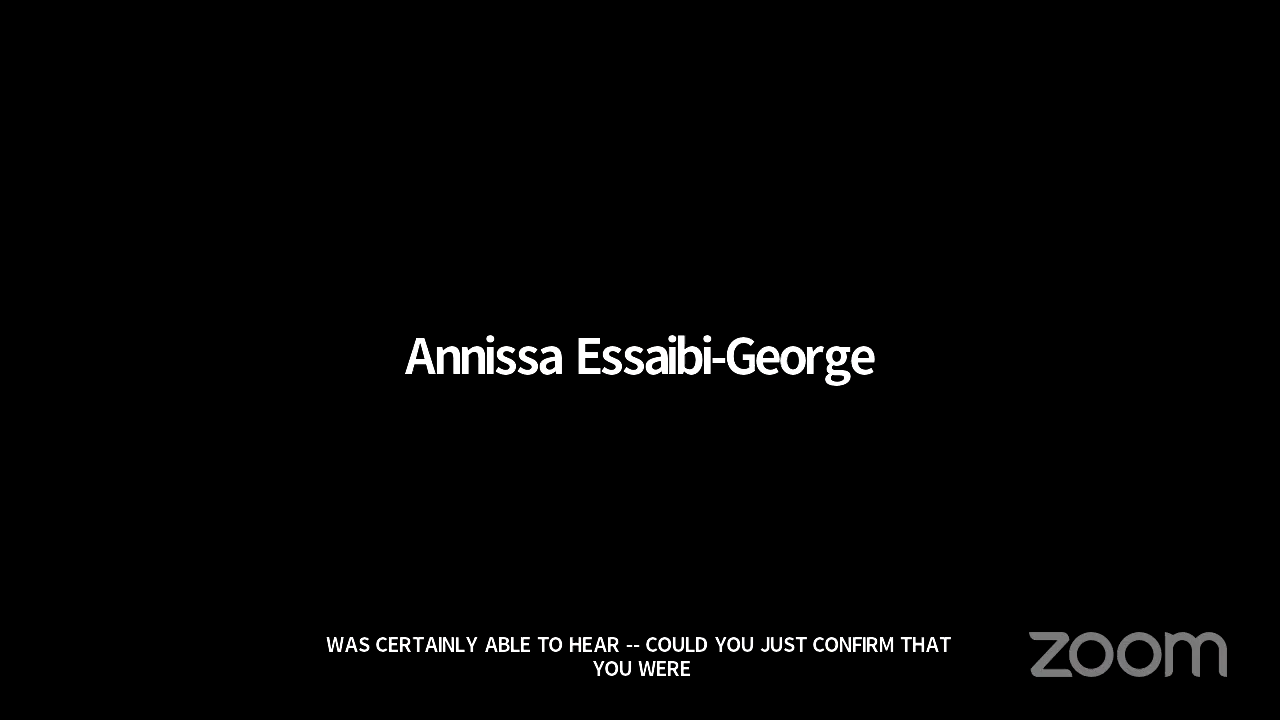 Annissa Essaibi-George
WAS CERTAINLY ABLE TO HEAR -- COULD YOU JUST CONFIRM THAT
YOU WERE
zoom